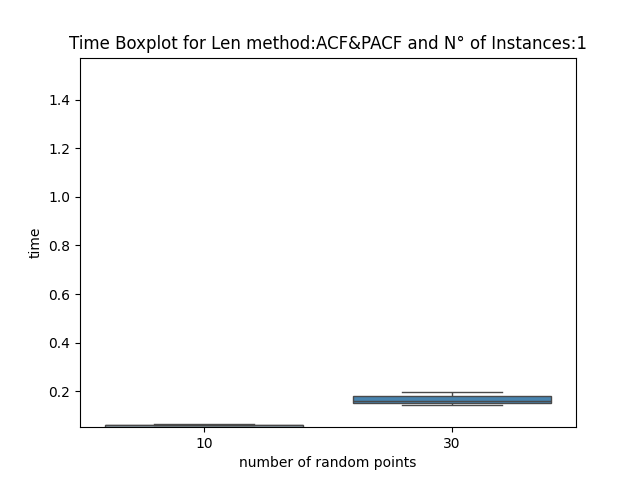 Time Boxplot for Len method:ACF&PACF and N° of Instances:1
1.4
1.2
1.0
0.8
0.6
0.4
0.2
time
10 30
number of random points